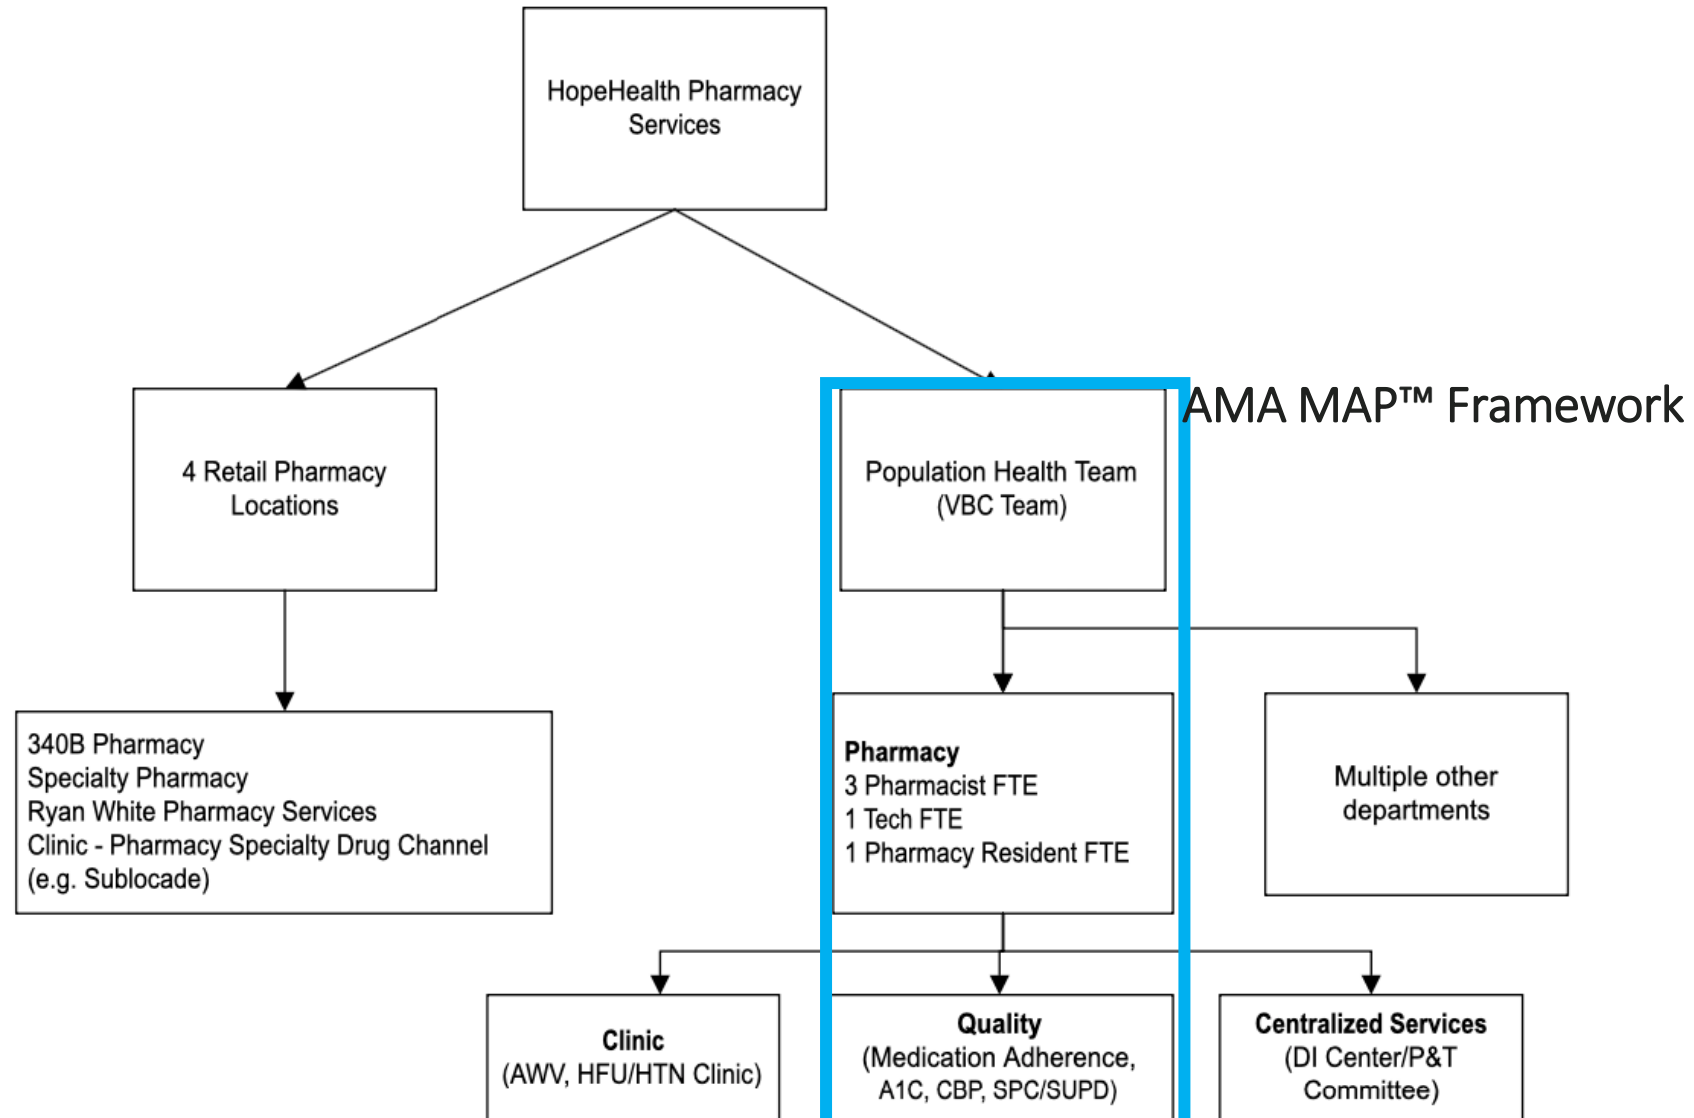 HopeHealth Pharmacy
Services
AMA MAP™ Framework
4 Retail Pharmacy
Locations
Population Health Team
(VBC Team)
340B Pharmacy
Specialty Pharmacy
Ryan White Pharmacy Services
Clinic - Pharmacy Specialty Drug Channel
(e.g. Sublocade)
Pharmacy
3 Pharmacist FTE
1 Tech FTE
1 Pharmacy Resident FTE
Multiple other
departments
Clinic
(AWV, HFU/HTN Clinic)
Quality
(Medication Adherence,
A1C, CBP, SPC/SUPD)
Centralized Services
(DI Center/P&T
Committee)